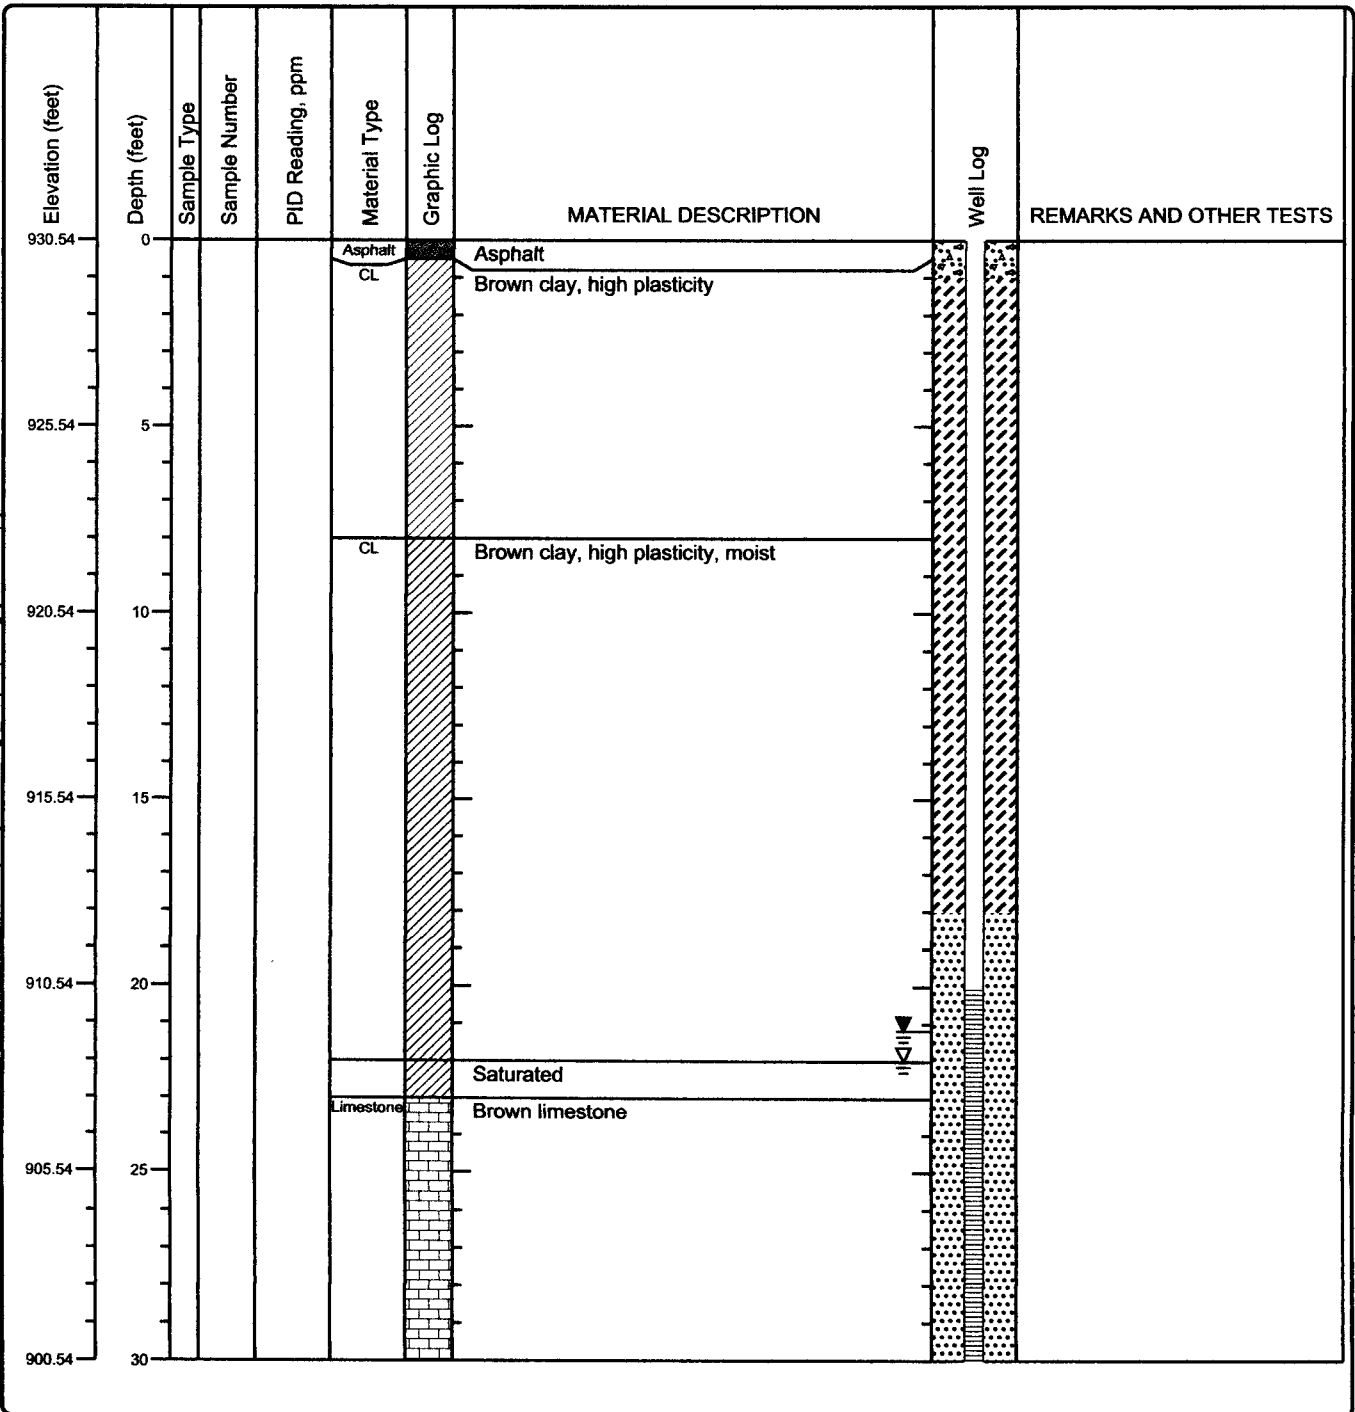 Elevation (feet)
Depth (feet)
Sample Type
Sample Number
PID Reading, ppm
Material Type
Graphic Log
MATERIAL DESCRIPTION
Well Log
REMARKS AND OTHER TESTS
930.54
0
Asphalt
Asphalt
CL
Brown clay, high plasticity
925.54
5
CL
Brown clay, high plasticity, moist
920.54
10
915.54
15
910.54
20
Saturated
Limestone
Brown limestone
905.54
25
900.54
30